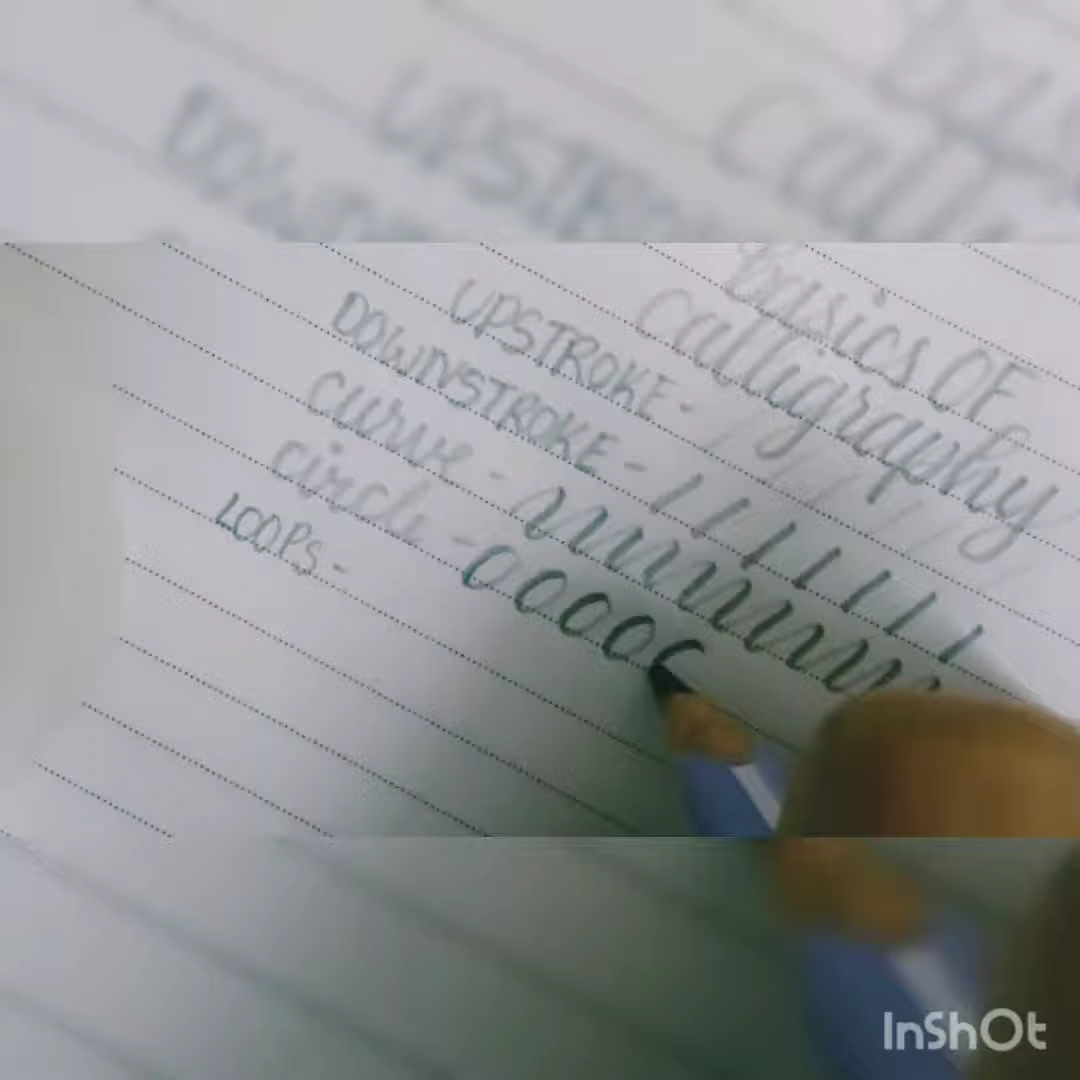 basics OF
calligraphy
UPSTROKE -
DOWNSTROKE -
curve -
circle -
LOOPS -
InShOt